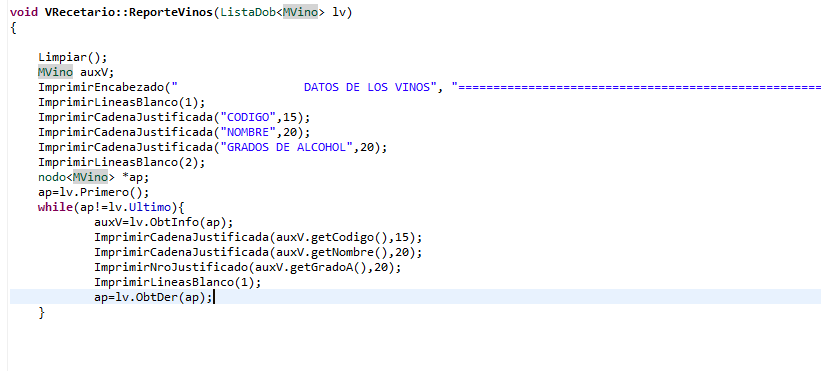 void VRecetario::ReporteVinos(ListaDob<MVino> lv)
{
Limpiar();
MVino auxV;
ImprimirEncabezado("                  DATOS DE LOS VINOS", "====================================================
ImprimirLineasBlanco(1);
ImprimirCadenaJustificada("CODIGO",15);
ImprimirCadenaJustificada("NOMBRE",20);
ImprimirCadenaJustificada("GRADOS DE ALCOHOL",20);
ImprimirLineasBlanco(2);
nodo<MVino> *ap;
ap=lv.Primero();
while(ap!=lv.Ultimo){
auxV=lv.ObtInfo(ap);
ImprimirCadenaJustificada(auxV.getCodigo(),15);
ImprimirCadenaJustificada(auxV.getNombre(),20);
ImprimirNroJustificado(auxV.getGradoA(),20);
ImprimirLineasBlanco(1);
ap=lv.ObtDer(ap);
}